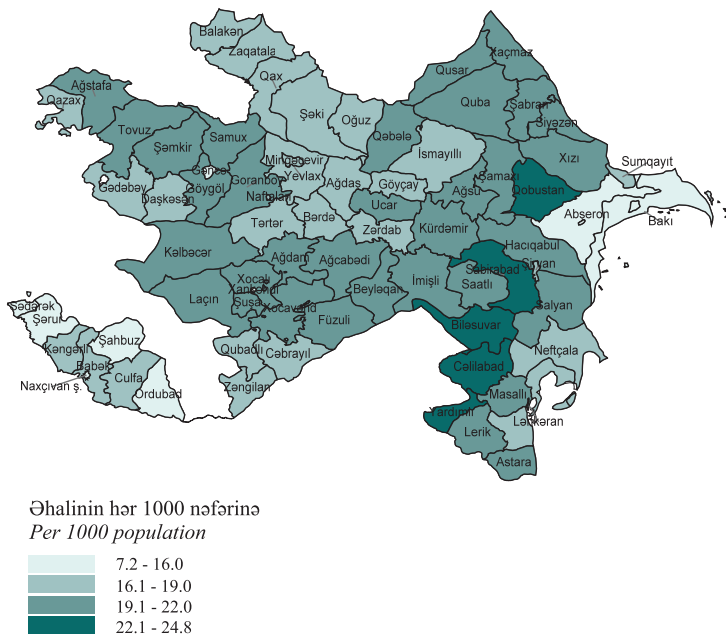 Balakən
Zaqatala
Qax
Şəki
Oğuz
Qəbələ
Qusar
Xaçmaz
Quba
Şabran
Siyəzən
Xızı
Sumqayıt
Abşeron
Bakı
Ağstafa
Qazax
Tovuz
Şəmkir
Samux
Gəncə
Göygöl
Gədəbəy
Daşkəsən
Goranboy
Naftalan
Mingəçevir
Yevlax
Ağdaş
Göyçay
İsmayıllı
Şamaxı
Ağsu
Qobustan
Ucar
Tərtər
Bərdə
Zərdab
Kürdəmir
Hacıqabul
Şirvan
Kəlbəcər
Ağdam
Ağcabədi
Sabirabad
Saatlı
İmişli
Beyləqan
Laçın
Xocalı
Xankəndi
Şuşa
Xocavənd
Füzuli
Salyan
Biləsuvar
Neftçala
Qubadlı
Cəbrayıl
Zəngilan
Cəlilabad
Masallı
Yardımlı
Lənkəran
Lerik
Astara
Sədərək
Şərur
Kəngərli
Şahbuz
Babək
Naxçıvan ş.
Culfa
Ordubad
Əhalinin hər 1000 nəfərinə
Per 1000 population
7.2 - 16.0
16.1 - 19.0
19.1 - 22.0
22.1 - 24.8